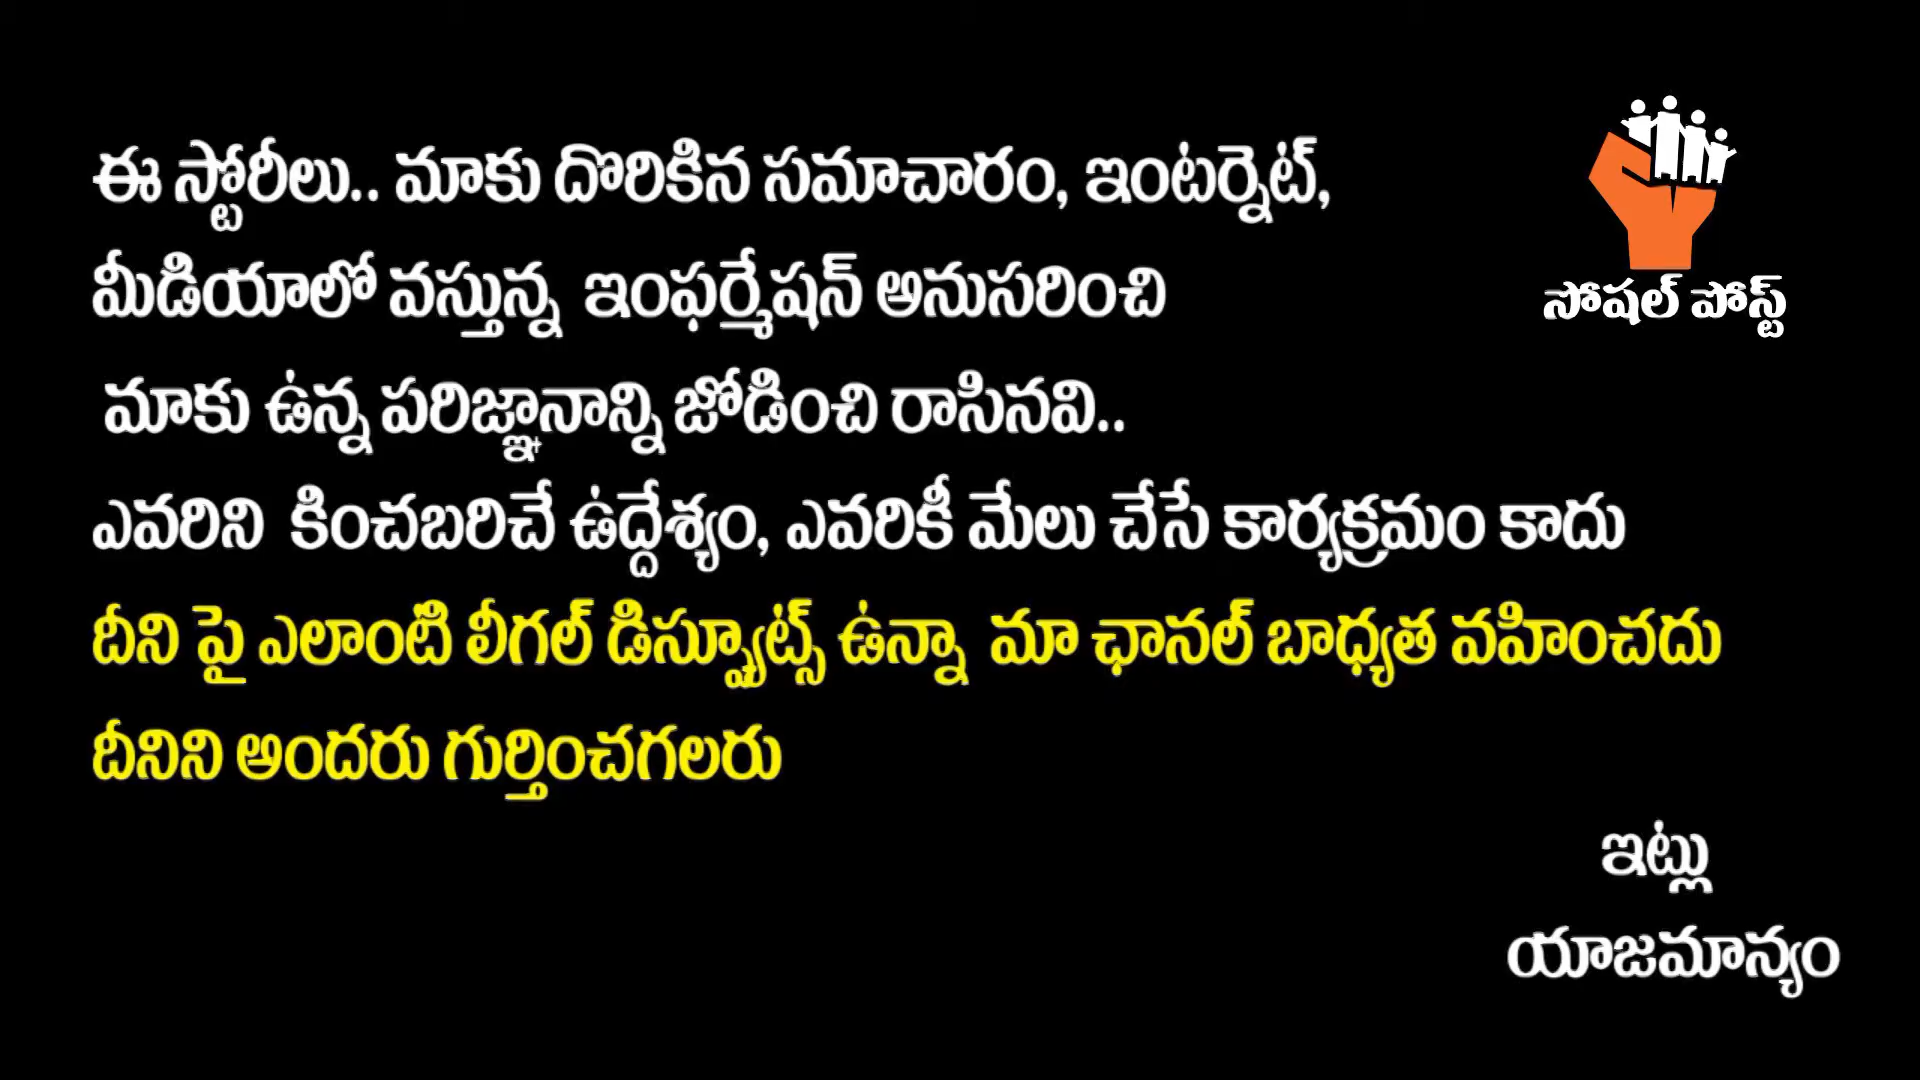 ఈ స్టోరీలు.. మాకు దొరికిన సమాచారం, ఇంటర్నెట్,
మీడియాలో వస్తున్న ఇంఫర్మేషన్ అనుసరించి
మాకు ఉన్న పరిజ్ఞానాన్ని జోడించి రాసినవి..
ఎవరిని కించబరిచే ఉద్దేశ్యం, ఎవరికీ మేలు చేసే కార్యక్రమం కాదు
దీని పై ఎలాంటి లీగల్ డిస్ప్యూట్స్ ఉన్నా మా ఛానల్ బాధ్యత వహించదు
దీనిని అందరు గుర్తించగలరు
ఇట్లు
యాజమాన్యం
సోషల్ పోస్ట్